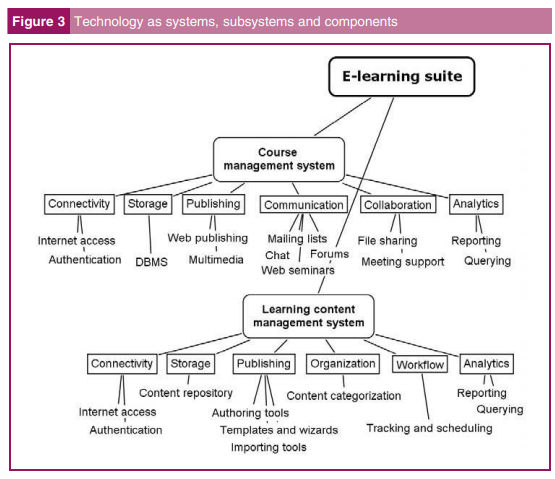 Figure 3 Technology as systems, subsystems and components
E-learning suite
Course
management system
Connectivity Storage Publishing Communication Collaboration Analytics
Internet access
Authentication
DBMS
Web publishing
Multimedia
Mailing lists
Chat Forums
Web seminars
File sharing
Meeting support
Reporting
Querying
Learning content
management system
Connectivity Storage Publishing Organization Workflow Analytics
Internet access
Authentication
Content repository
Authoring tools
Templates and wizards
Importing tools
Content categorization
Tracking and scheduling
Reporting
Querying